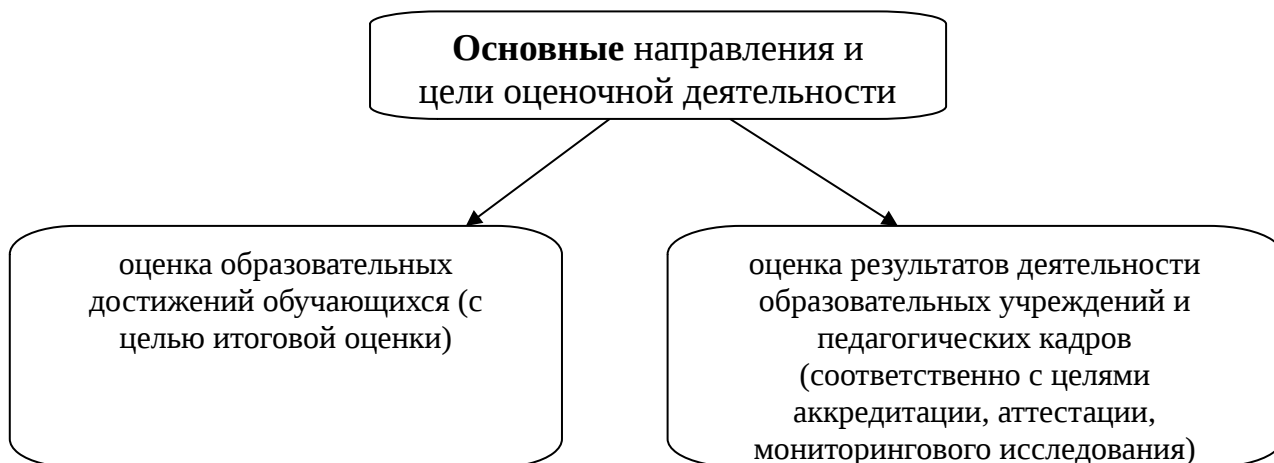 Основные направления и
цели оценочной деятельности
оценка образовательных
достижений обучающихся (с
целью итоговой оценки)
оценка результатов деятельности
образовательных учреждений и
педагогических кадров
(соответственно с целями
аккредитации, аттестации,
мониторингового исследования)